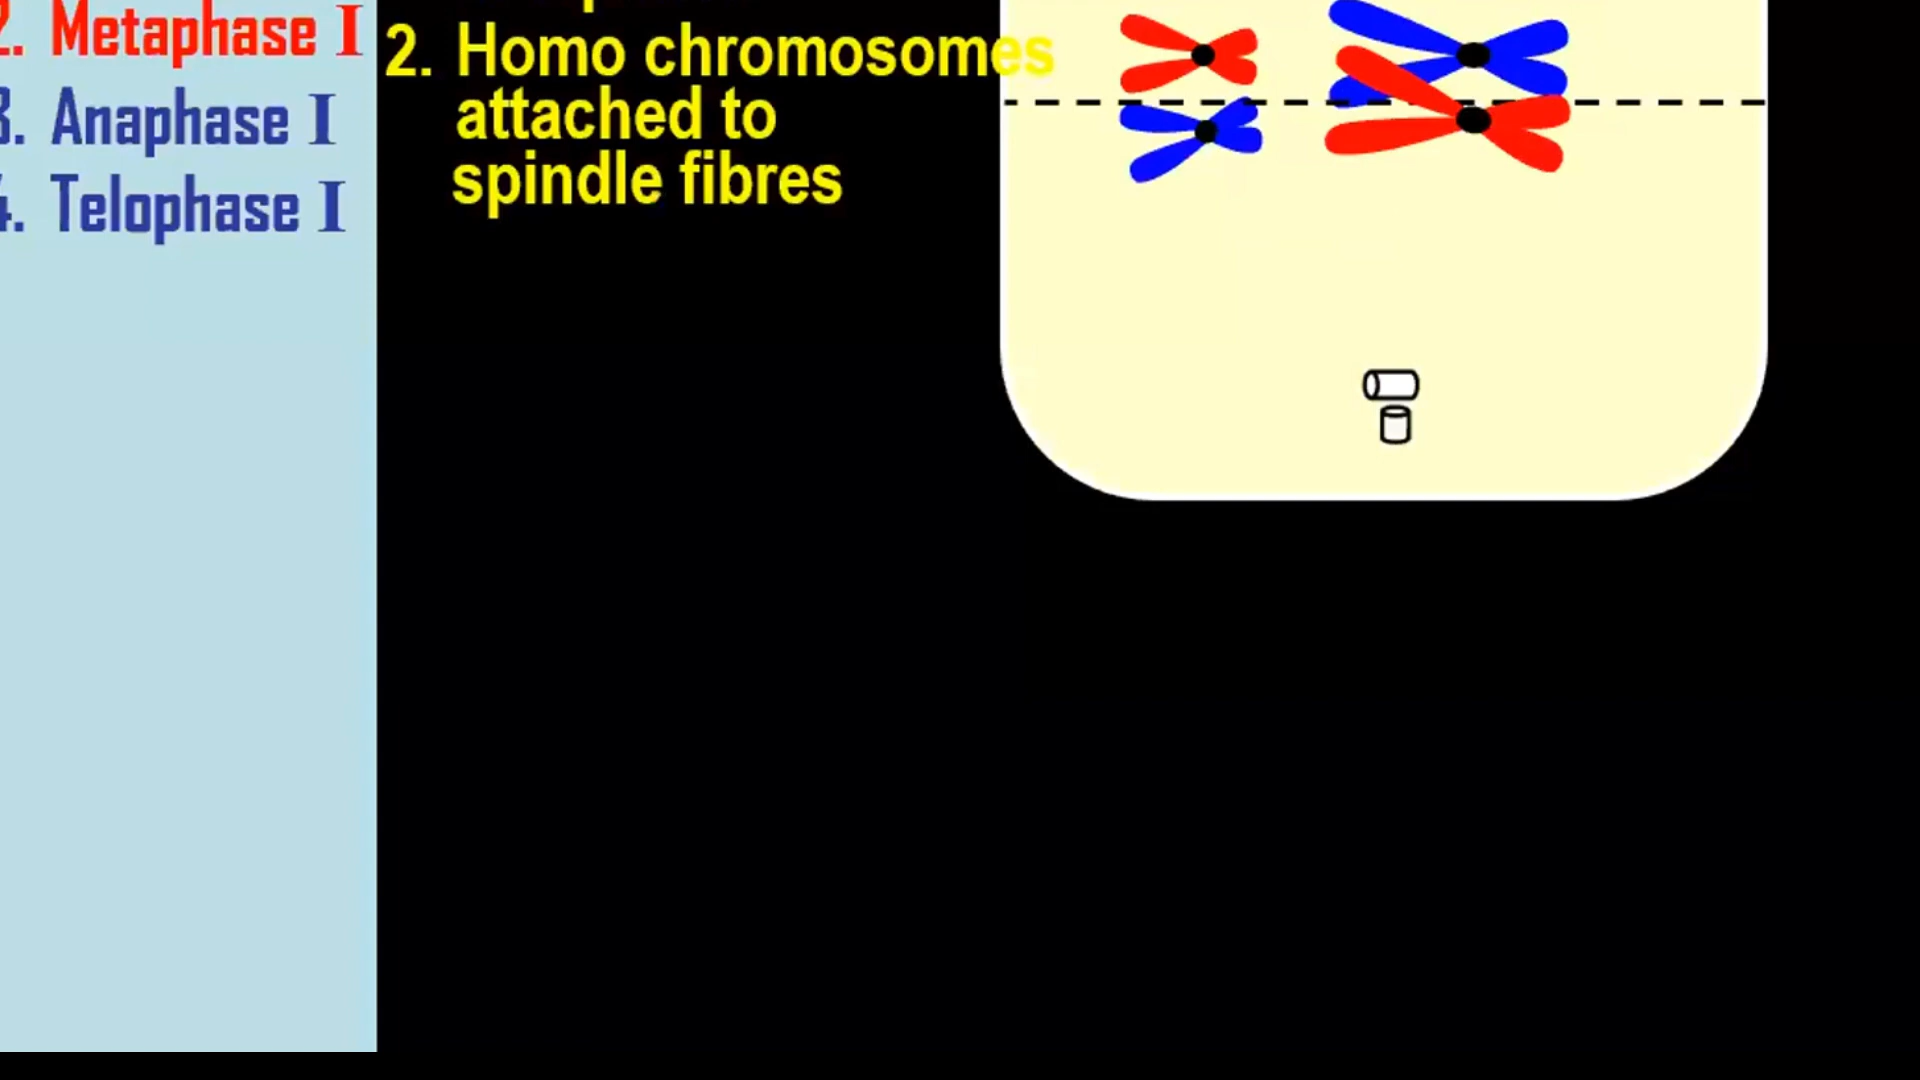 2. Metaphase I
3. Anaphase I
4. Telophase I
2. Homo chromosomes
attached to
spindle fibres